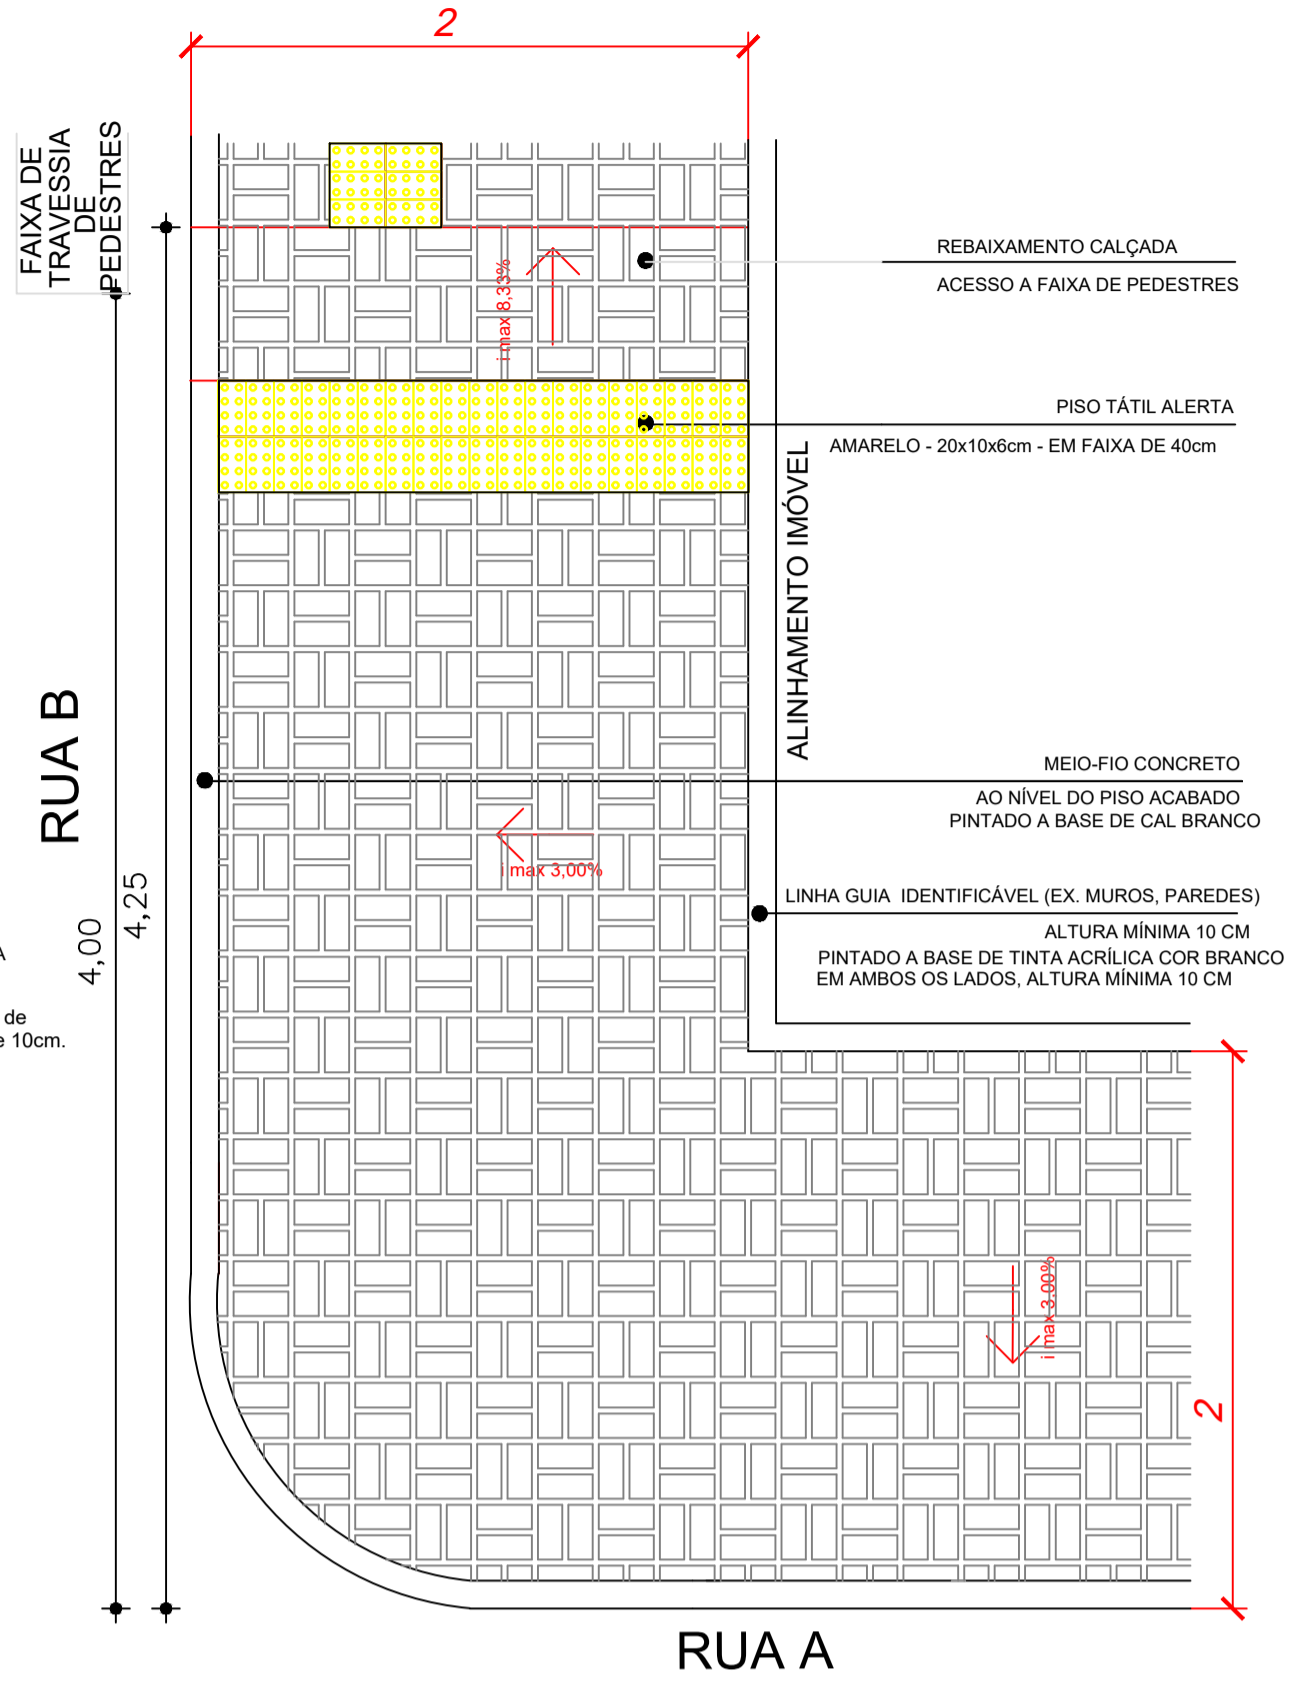 2
FAIXA DE
TRAVESSIA
DE
PEDESTRES
REBAIXAMENTO CALÇADA
ACESSO A FAIXA DE PEDESTRES
i max 8,33%
PISO TÁTIL ALERTA
AMARELO - 20x10x6cm - EM FAIXA DE 40cm
ALINHAMENTO IMÓVEL
RUA B
MEIO-FIO CONCRETO
AO NÍVEL DO PISO ACABADO
PINTADO A BASE DE CAL BRANCO
i max 3,00%
LINHA GUIA IDENTIFICÁVEL (EX. MUROS, PAREDES)
ALTURA MÍNIMA 10 CM
PINTADO A BASE DE TINTA ACRÍLICA COR BRANCO
EM AMBOS OS LADOS, ALTURA MÍNIMA 10 CM
4,25
4,00
A
de
e 10cm.
i max 3.00%
2
RUA A